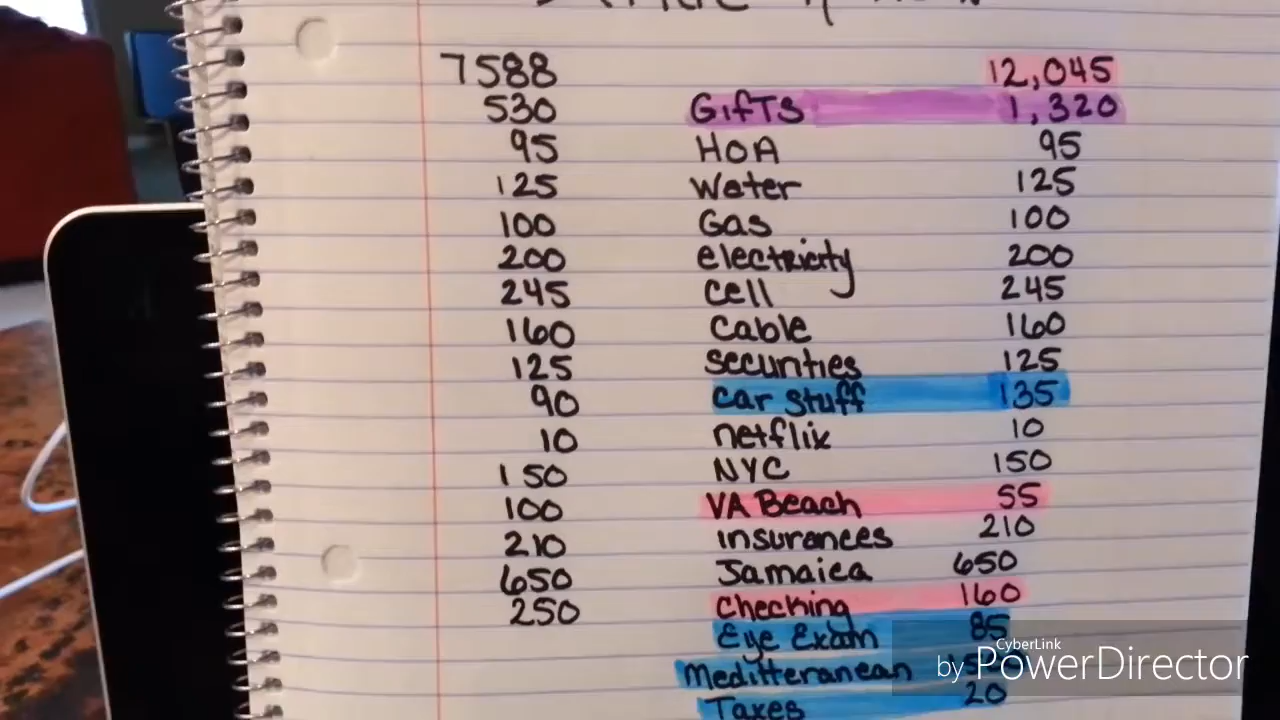 7588 12,045
530 GifTS 1,320
95 HOA 95
125 Water 125
100 Gas 100
200 electricity 200
245 cell 245
160 cable 160
125 securities 125
90 car stuff 135
10 netflix 10
150 NYC 150
100 VA Beach 55
210 insurances 210
650 Jamaica 650
250 checking 160
Eye Exam 85
Meditteranean
Taxes 20
CyberLink
by PowerDirector